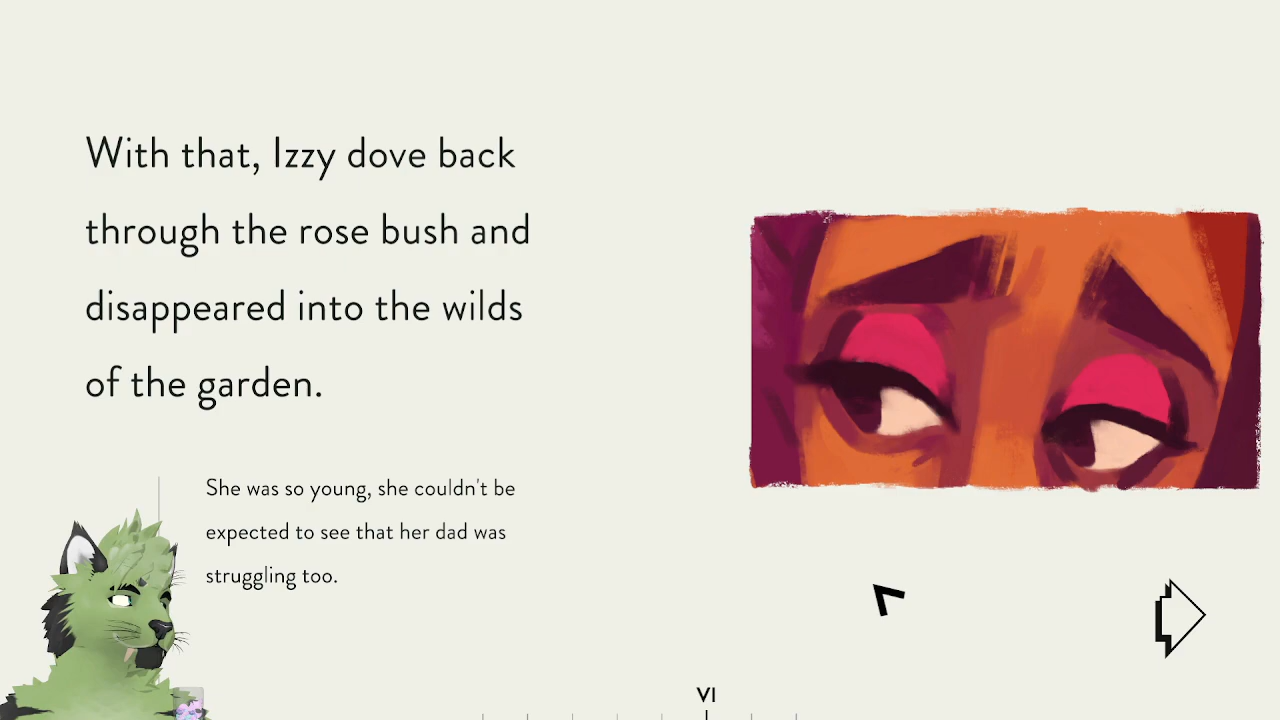 With that, Izzy dove back
through the rose bush and
disappeared into the wilds
of the garden.
She was so young, she couldn't be
expected to see that her dad was
struggling too.
VI